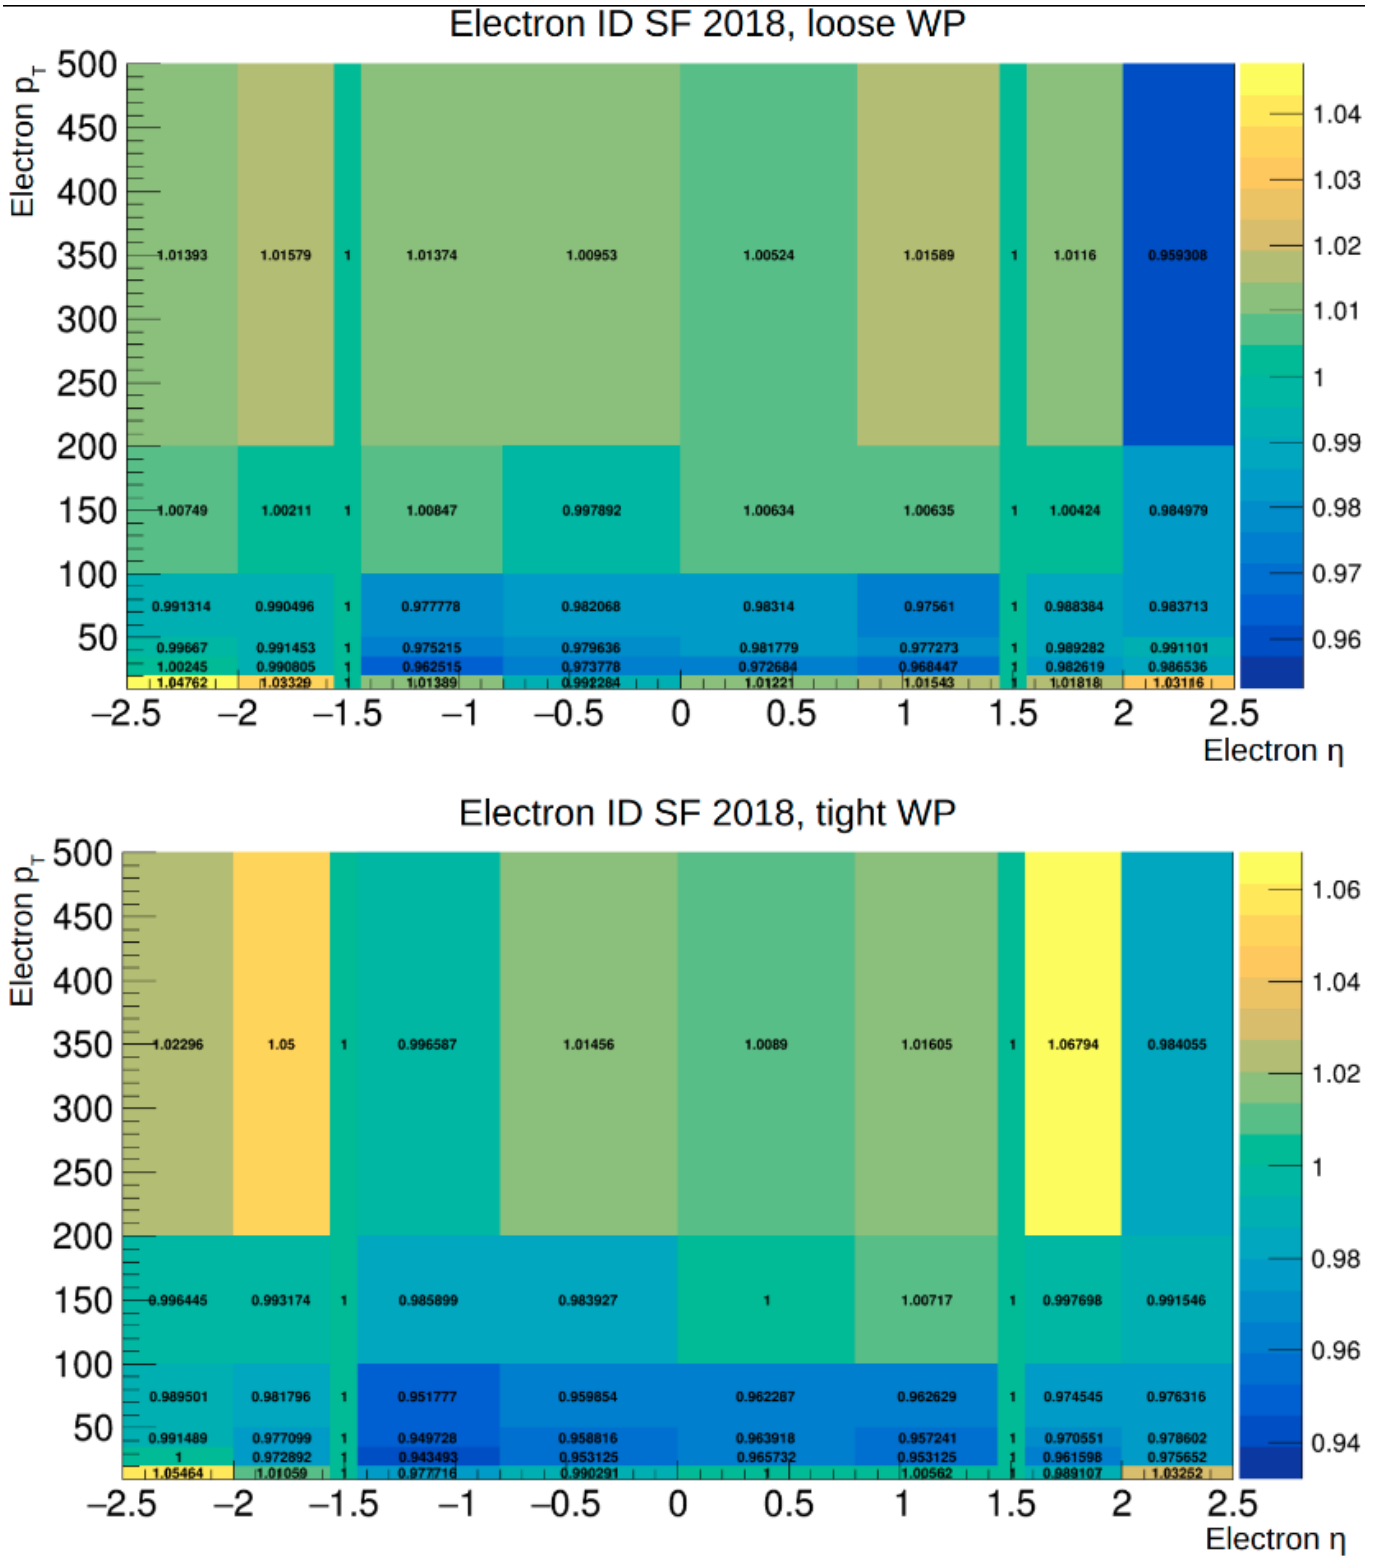 Electron ID SF 2018, loose WP
Electron pT
500
450
400
350
300
250
200
150
100
50
1.01393 1.01579 1 1.01374 1.00953 1.00524 1.01589 1 1.0116 0.959308
1.00749 1.00211 1 1.00847 0.997892 1.00634 1.00635 1 1.00424 0.984979
0.991314 0.990496 1 0.977778 0.982068 0.98314 0.97561 1 0.988384 0.983713
0.99667 0.991453 1 0.975215 0.979636 0.981779 0.977273 1 0.989282 0.991101
1.00245 0.990805 1 0.962515 0.973778 0.972684 0.968447 1 0.982619 0.986536
1.04762 1.03329 1 1.01389 0.992284 1.01221 1.01543 1 1.01818 1.03116
−2.5 −2 −1.5 −1 −0.5 0 0.5 1 1.5 2 2.5
Electron η
1.04
1.03
1.02
1.01
1
0.99
0.98
0.97
0.96
Electron ID SF 2018, tight WP
Electron pT
500
450
400
350
300
250
200
150
100
50
1.02296 1.05 1 0.996587 1.01456 1.0089 1.01605 1 1.06794 0.984055
0.996445 0.993174 1 0.985899 0.983927 1 1.00717 1 0.997698 0.991546
0.989501 0.981796 1 0.951777 0.959854 0.962287 0.962629 1 0.974545 0.976316
0.991489 0.977099 1 0.949728 0.958816 0.963918 0.957241 1 0.970551 0.978602
1 0.972892 1 0.943493 0.953125 0.965732 0.953125 1 0.961598 0.975652
1.05464 1.01059 1 0.977716 0.990291 1 1.00562 1 0.989107 1.03252
−2.5 −2 −1.5 −1 −0.5 0 0.5 1 1.5 2 2.5
Electron η
1.06
1.04
1.02
1
0.98
0.96
0.94